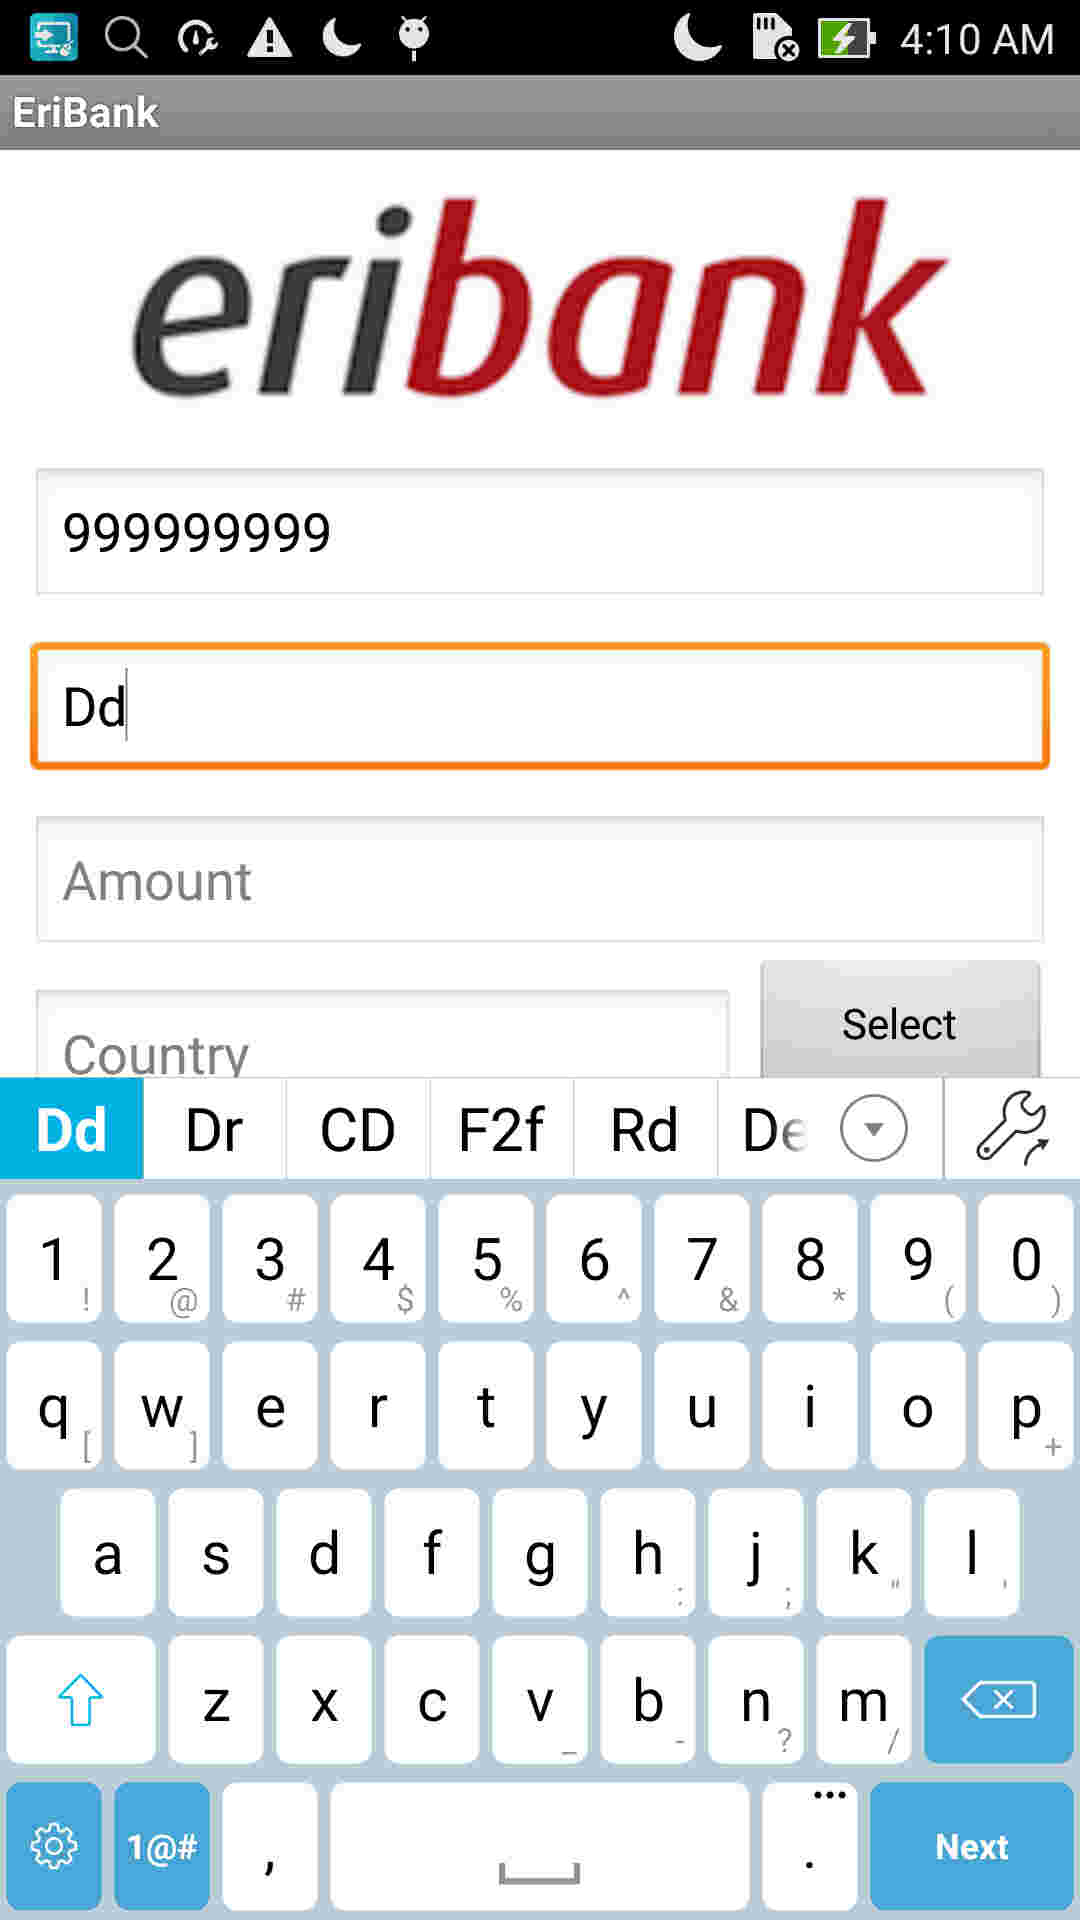 4:10 AM
EriBank
eribank
999999999
Dd
Amount
Country
Select
Dd Dr CD F2f Rd De
1 ! 2 @ 3 # 4 $ 5 % 6 ^ 7 & 8 * 9 ( 0 )
q [ w ] e r t y u i o p +
a s d f g h : j ; k " l '
z x c v _ b - n ? m /
1@# , . ... Next